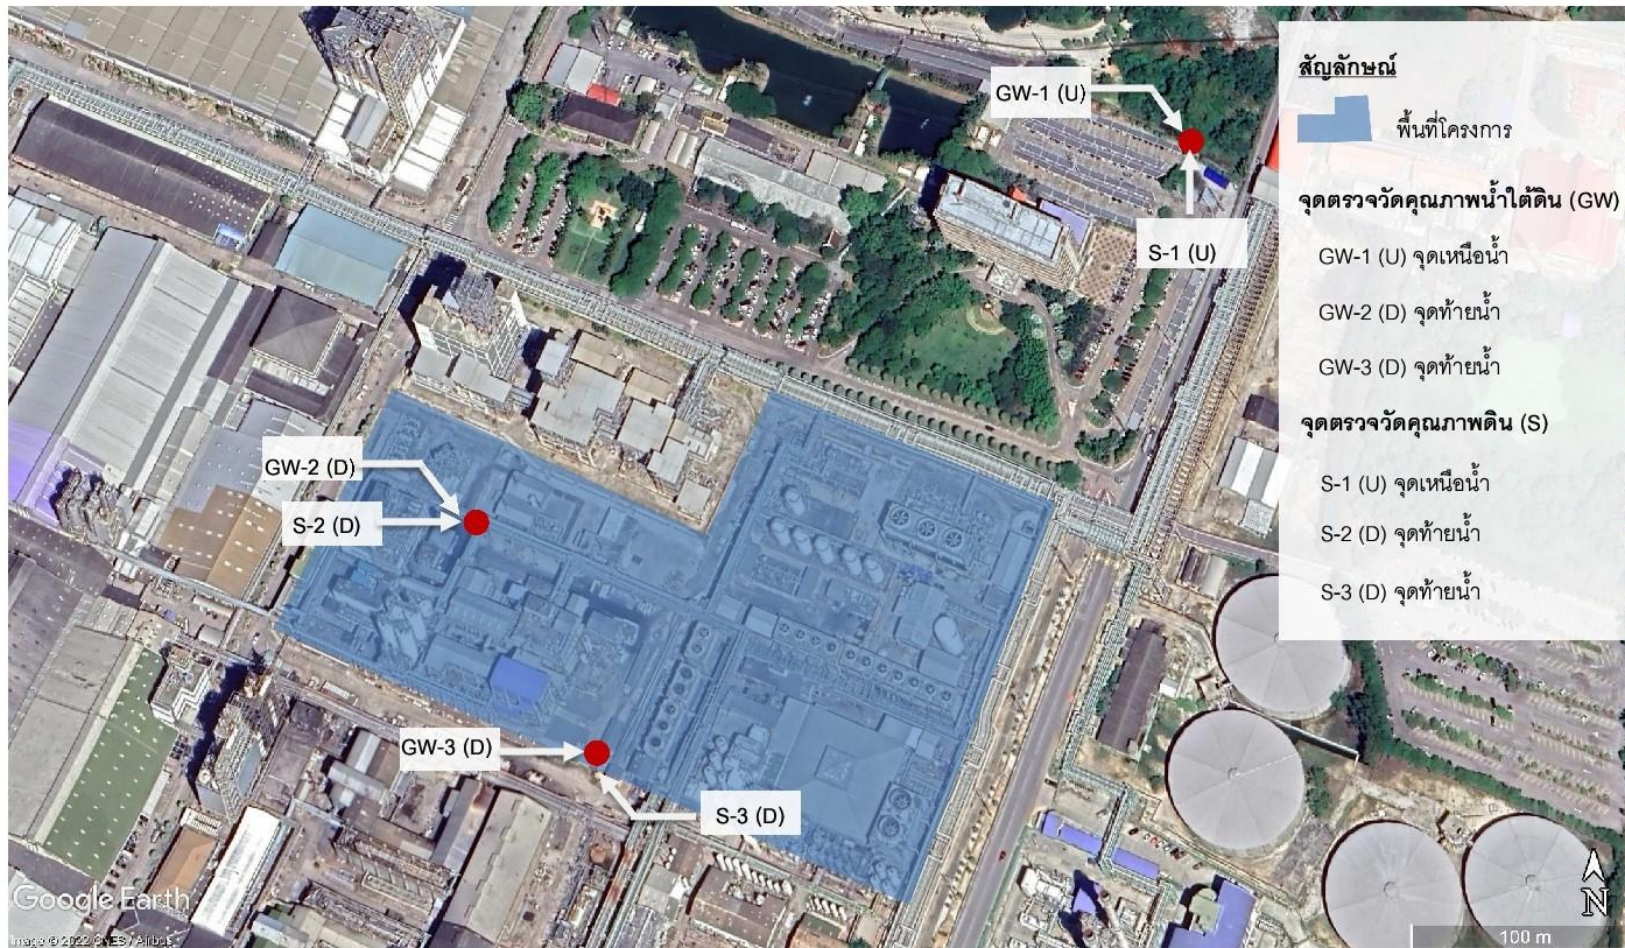 GW-1 (U)
S-1 (U)
GW-2 (D)
S-2 (D)
GW-3 (D)
S-3 (D)
สัญลักษณ์
พื้นที่โครงการ
จุดตรวจวัดคุณภาพน้ำใต้ดิน (GW)
GW-1 (U) จุดเหนือน้ำ
GW-2 (D) จุดท้ายน้ำ
GW-3 (D) จุดท้ายน้ำ
จุดตรวจวัดคุณภาพดิน (S)
S-1 (U) จุดเหนือน้ำ
S-2 (D) จุดท้ายน้ำ
S-3 (D) จุดท้ายน้ำ
Google Earth
Image © 2022 CNES / Airbus
N
100 m